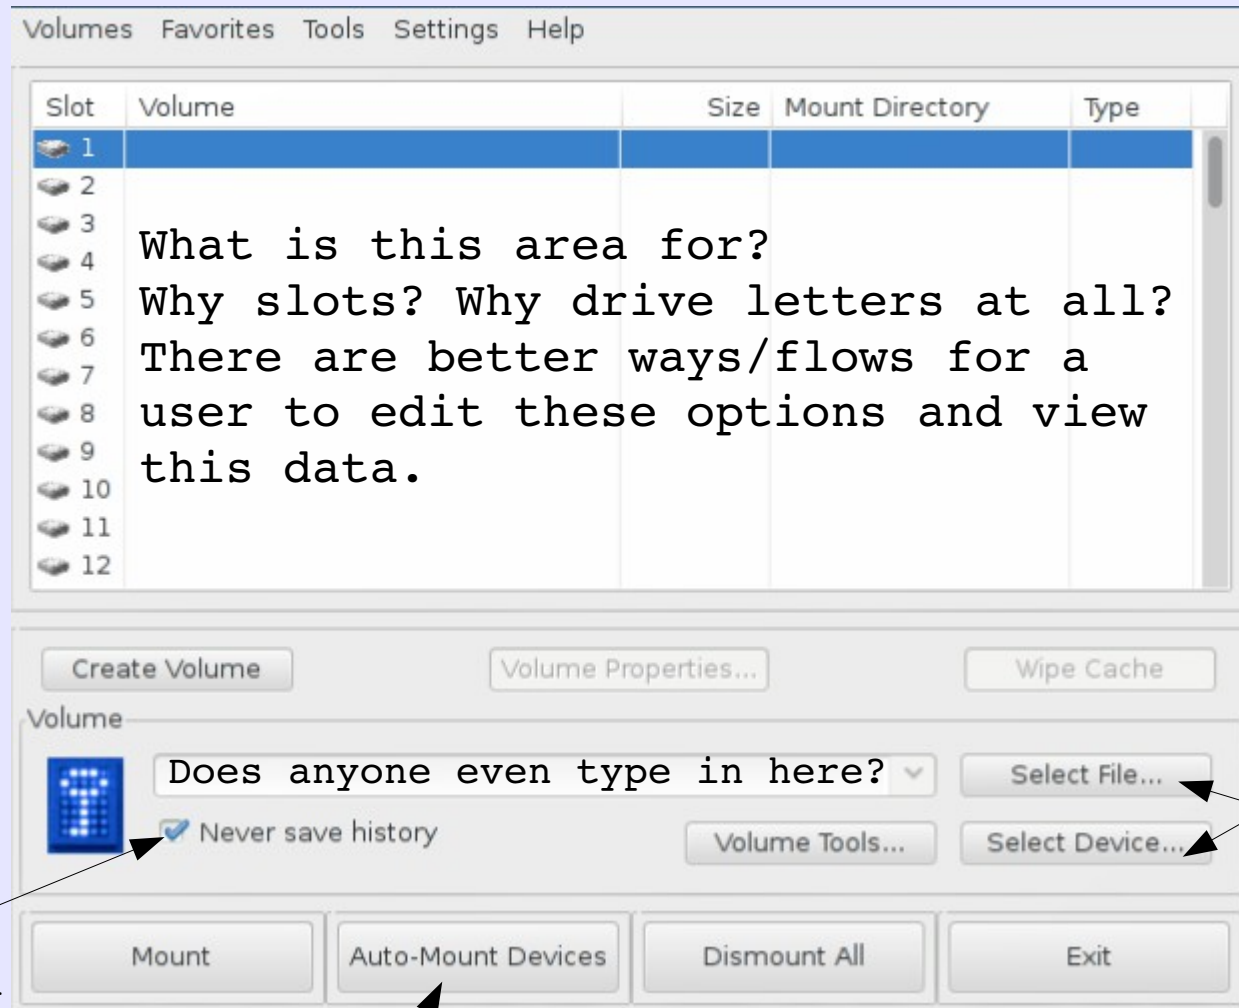 Volumes Favorites Tools Settings Help
Slot Volume Size Mount Directory Type
1
2
3
4
5
6
7
8
9
10
11
12
What is this area for?
Why slots? Why drive letters at all?
There are better ways/flows for a
user to edit these options and view
this data.
Create Volume Volume Properties... Wipe Cache
Volume
Does anyone even type in here? Select File...
Never save history Volume Tools... Select Device...
Mount Auto-Mount Devices Dismount All Exit